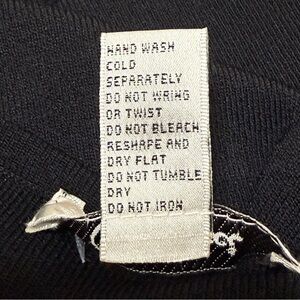 HAND WASH
COLD
SEPARATELY
DO NOT WRING
OR TWIST
DO NOT BLEACH
RESHAPE AND
DRY FLAT
DO NOT TUMBLE
DRY
DO NOT IRON